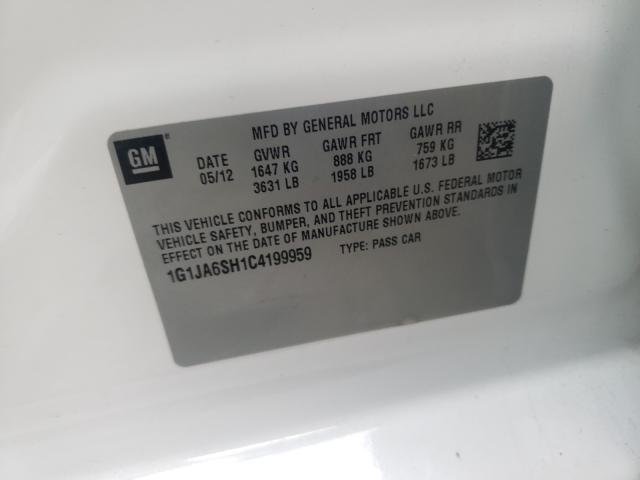 MFD BY GENERAL MOTORS LLC
GM
DATE GVWR GAWR FRT GAWR RR
05/12 1647 KG 888 KG 759 KG
3631 LB 1958 LB 1673 LB
THIS VEHICLE CONFORMS TO ALL APPLICABLE U.S. FEDERAL MOTOR
VEHICLE SAFETY, BUMPER, AND THEFT PREVENTION STANDARDS IN
EFFECT ON THE DATE OF MANUFACTURE SHOWN ABOVE.
1G1JA6SH1C4199959 TYPE: PASS CAR